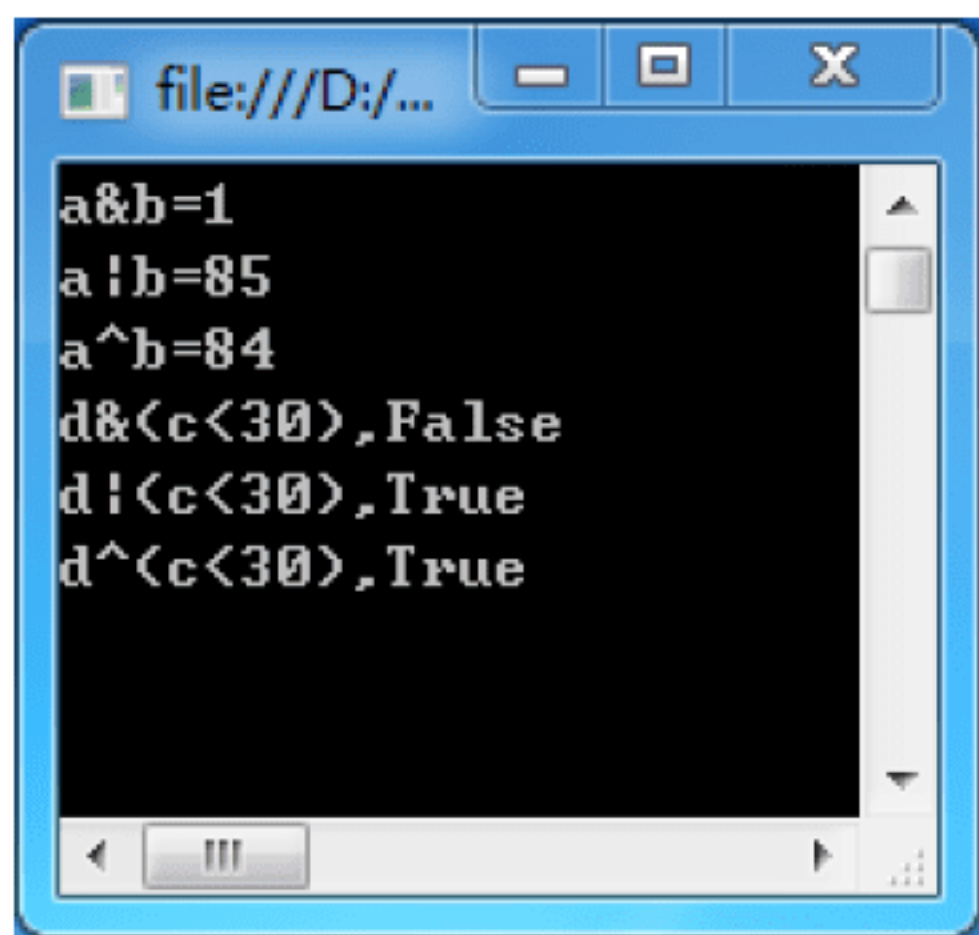 file:///D:/...
a&b=1
a¦b=85
a^b=84
d&(c<30),False
d¦(c<30),True
d^(c<30),True